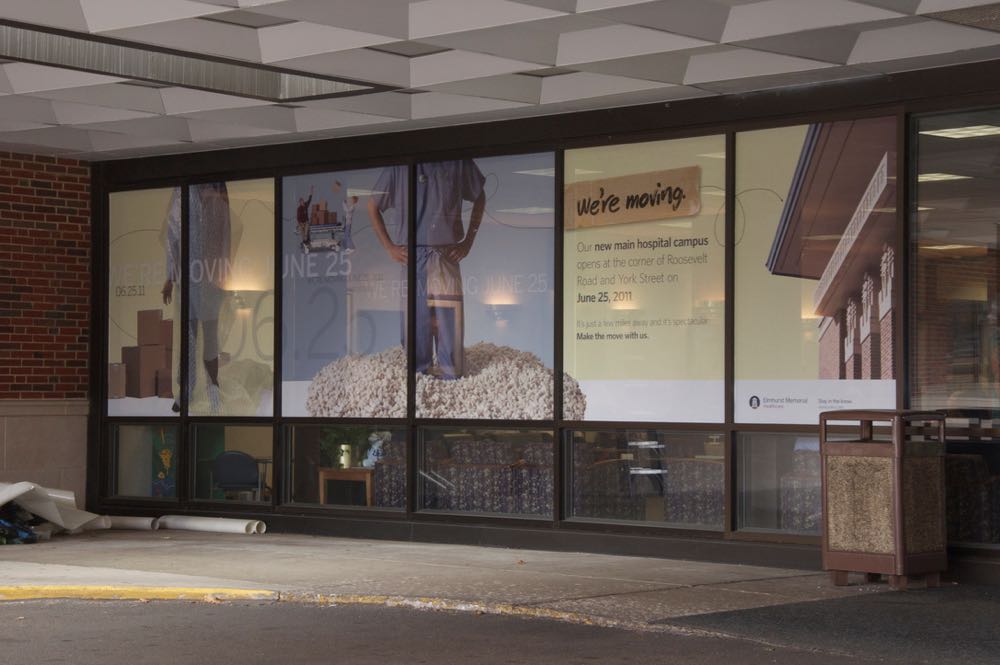 WE'RE MOVING JUNE 25
06.25.11
06.2
WE'RE MOVING JUNE 25
we're moving.
Our new main hospital campus
opens at the corner of Roosevelt
Road and York Street on
June 25, 2011
It's just a few miles away and it's spectacular.
Make the move with us.
Elmhurst Memorial
Healthcare
Stay in the know.